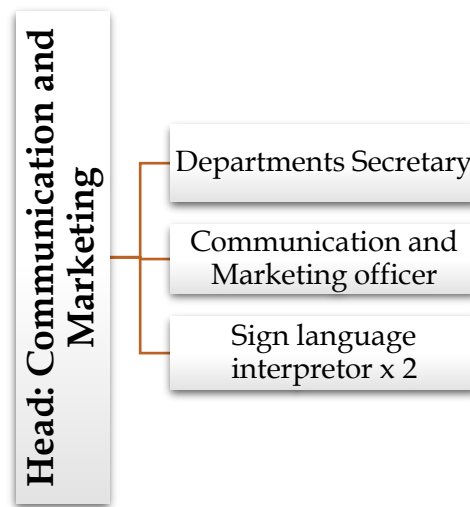 Head: Communication and
Marketing
Departments Secretary
Communication and
Marketing officer
Sign language
interpretor x 2